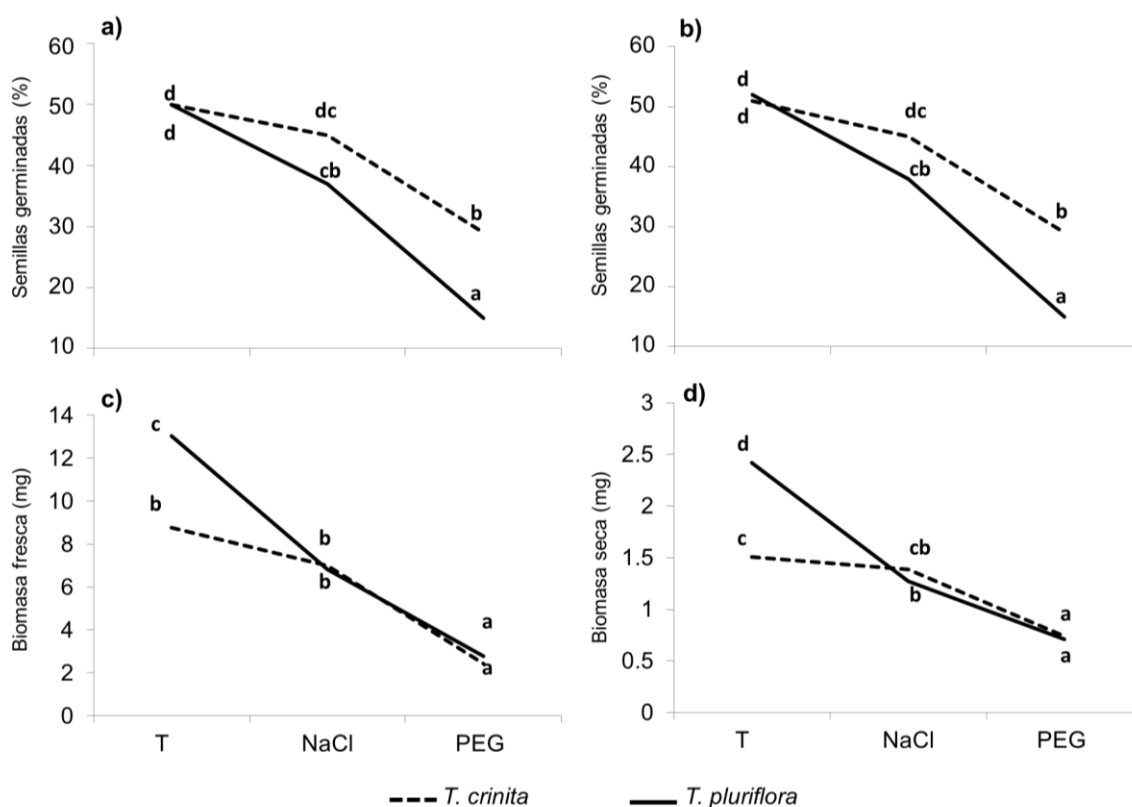 a)
Semillas germinadas (%)
60
50
40
30
20
10
d
d
dc
cb
b
a
b)
Semillas germinadas (%)
60
50
40
30
20
10
d
d
dc
cb
b
a
c)
Biomasa fresca (mg)
14
12
10
8
6
4
2
0
c
b
b
b
a
a
T NaCl PEG
d)
Biomasa seca (mg)
3
2.5
2
1.5
1
0.5
0
d
c
cb
b
a
a
T NaCl PEG
T. crinita T. pluriflora